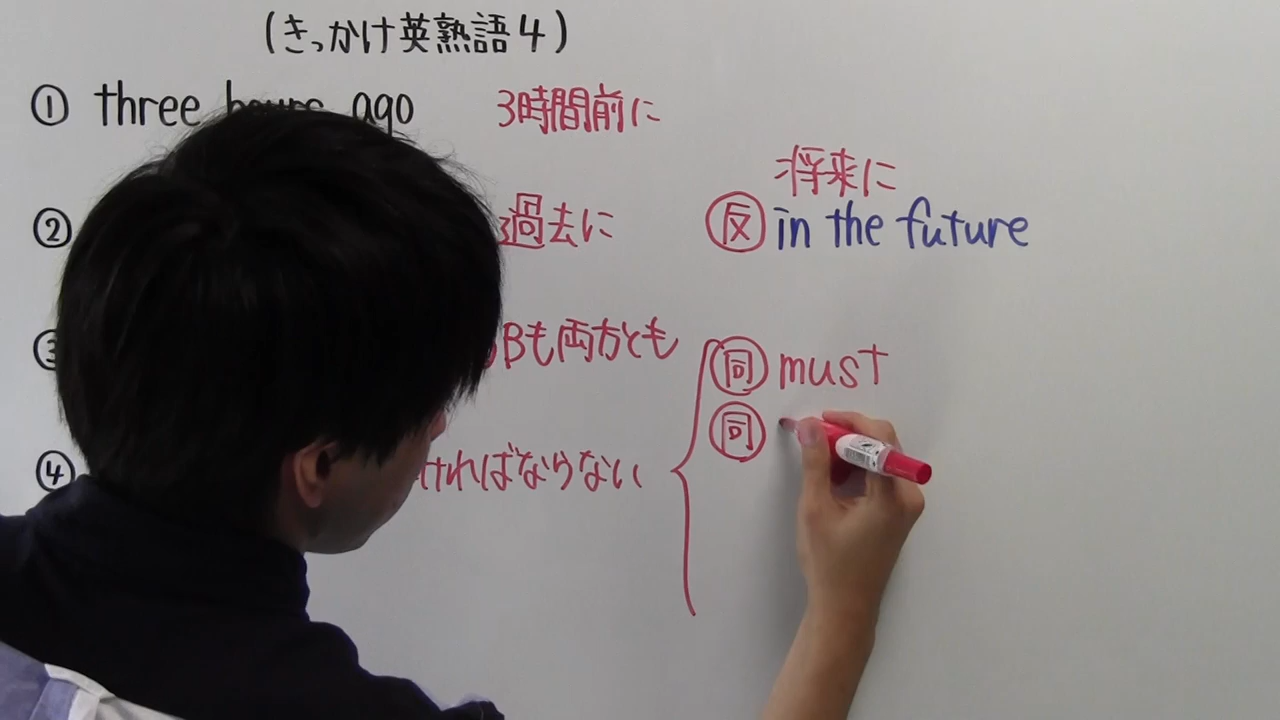 (きっかけ英熟語4)
① three hours ago 3時間前に
将来に
② 過去に 反 in the future
③ Bも両方とも
同 must
同
④ ければならない